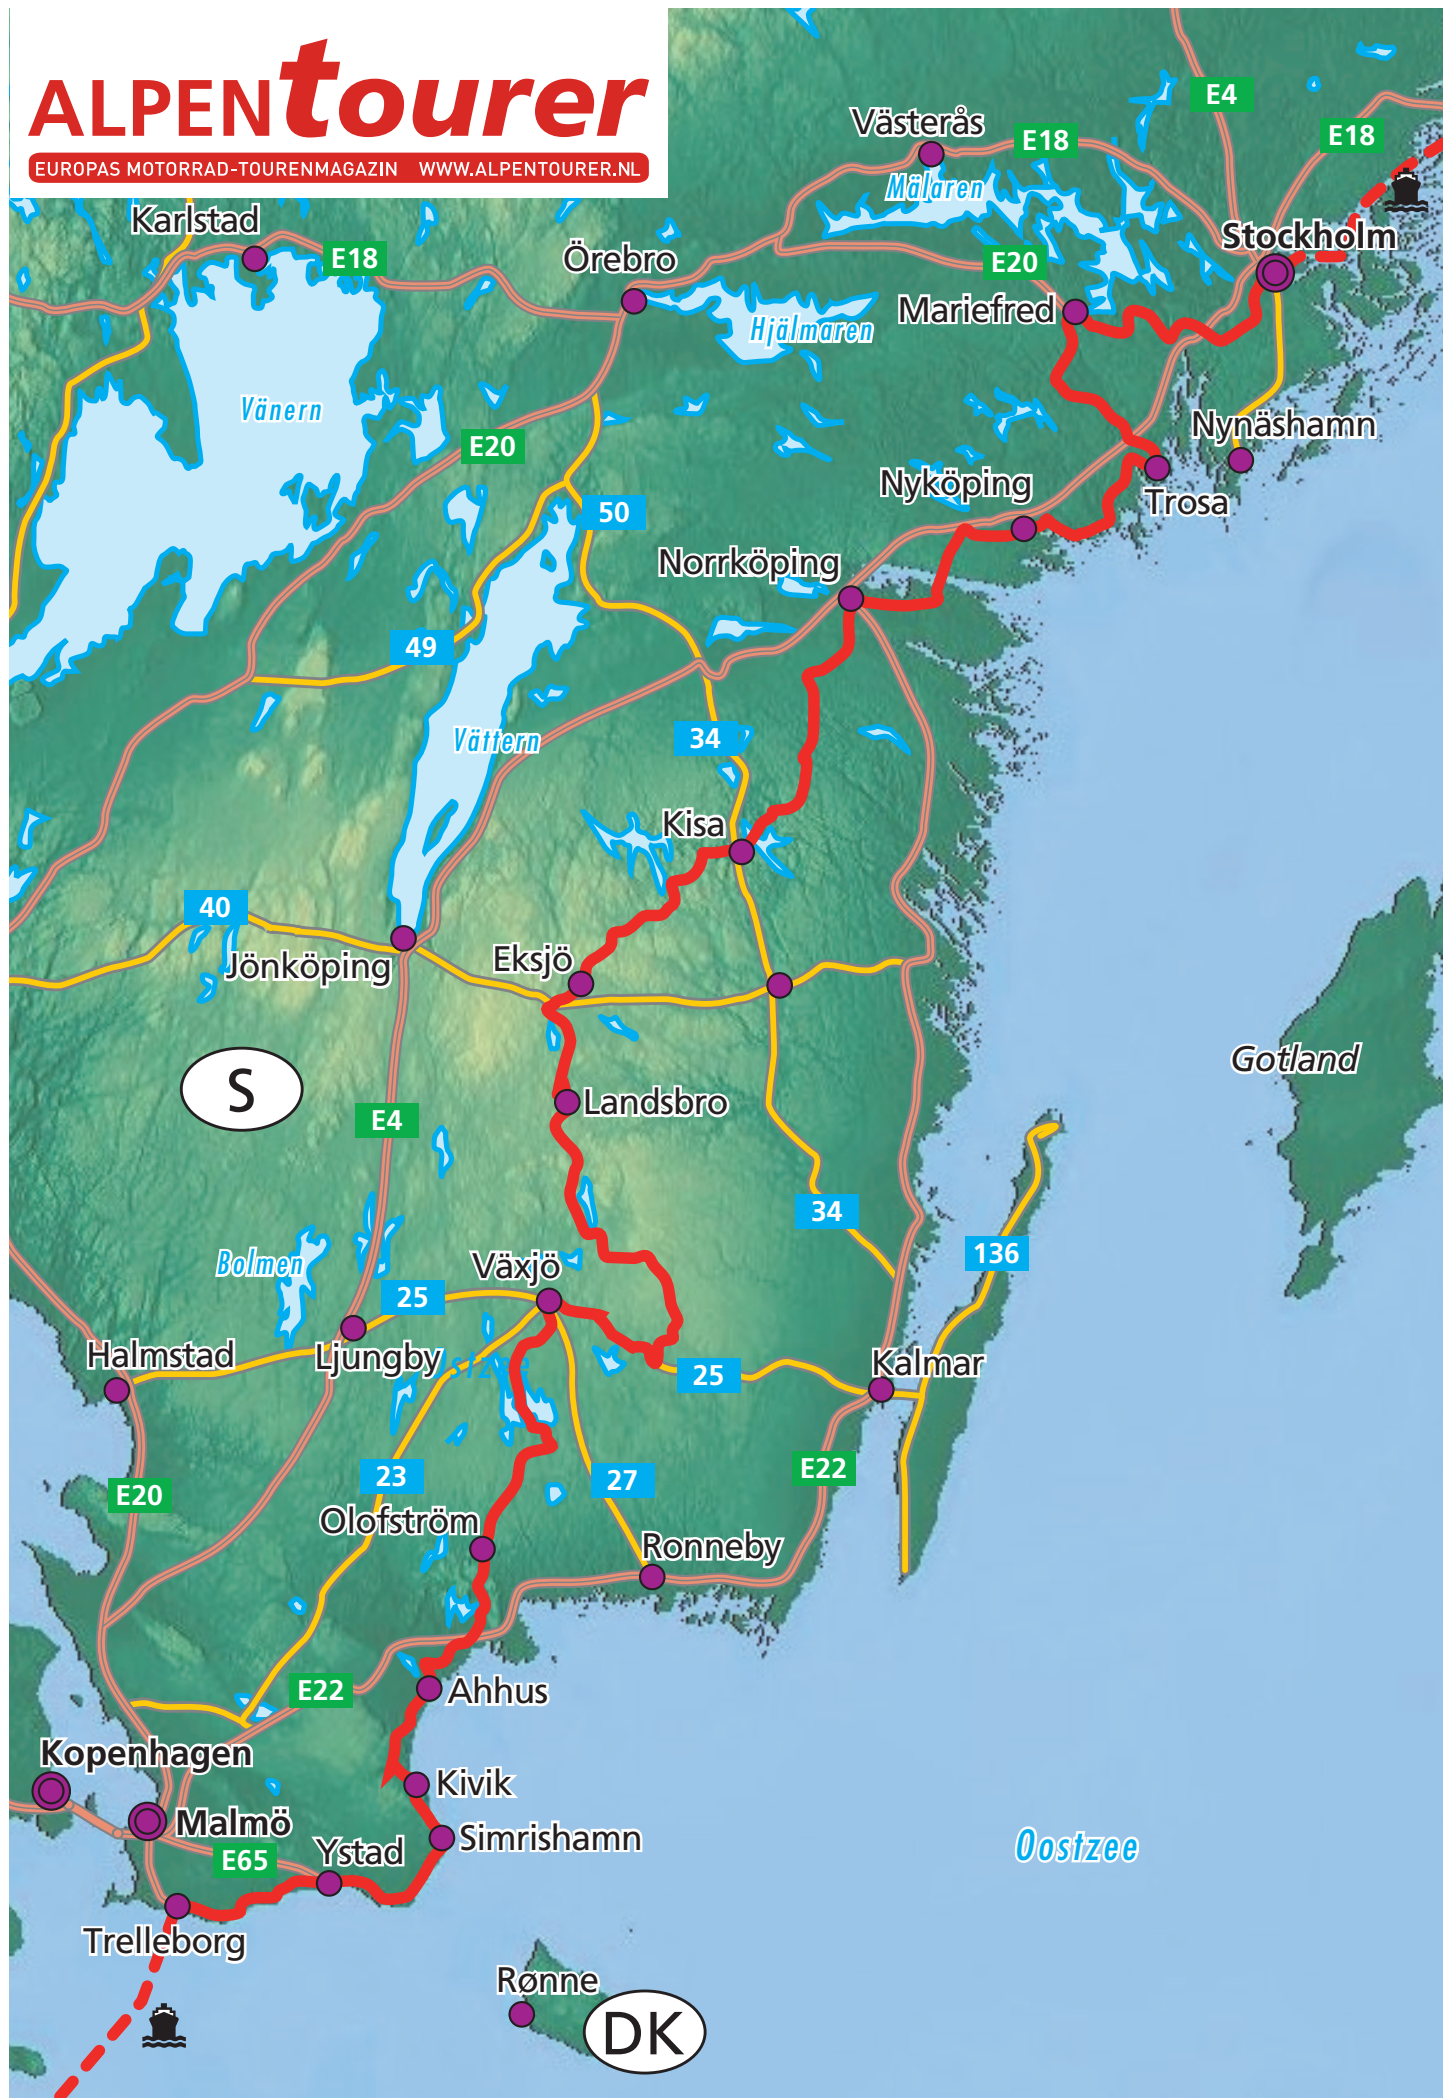 ALPENtourer
EUROPAS MOTORRAD-TOURENMAGAZIN WWW.ALPENTOURER.NL
E4
Västerås
E18
E18
Mälaren
Karlstad
E18
Örebro
Stockholm
E20
Mariefred
Hjälmaren
Vänern
E20
Nynäshamn
Nyköping
Trosa
50
Norrköping
49
Vättern
34
Kisa
40
Jönköping
Eksjö
Gotland
S
Landsbro
E4
34
136
Bolmen
Växjö
25
Halmstad
Ljungby
stzee
25
Kalmar
E22
23
27
E20
Olofström
Ronneby
E22
Ahhus
Kopenhagen
Kivik
Malmö
Simrishamn
Ystad
E65
Oostzee
Trelleborg
Rønne
DK